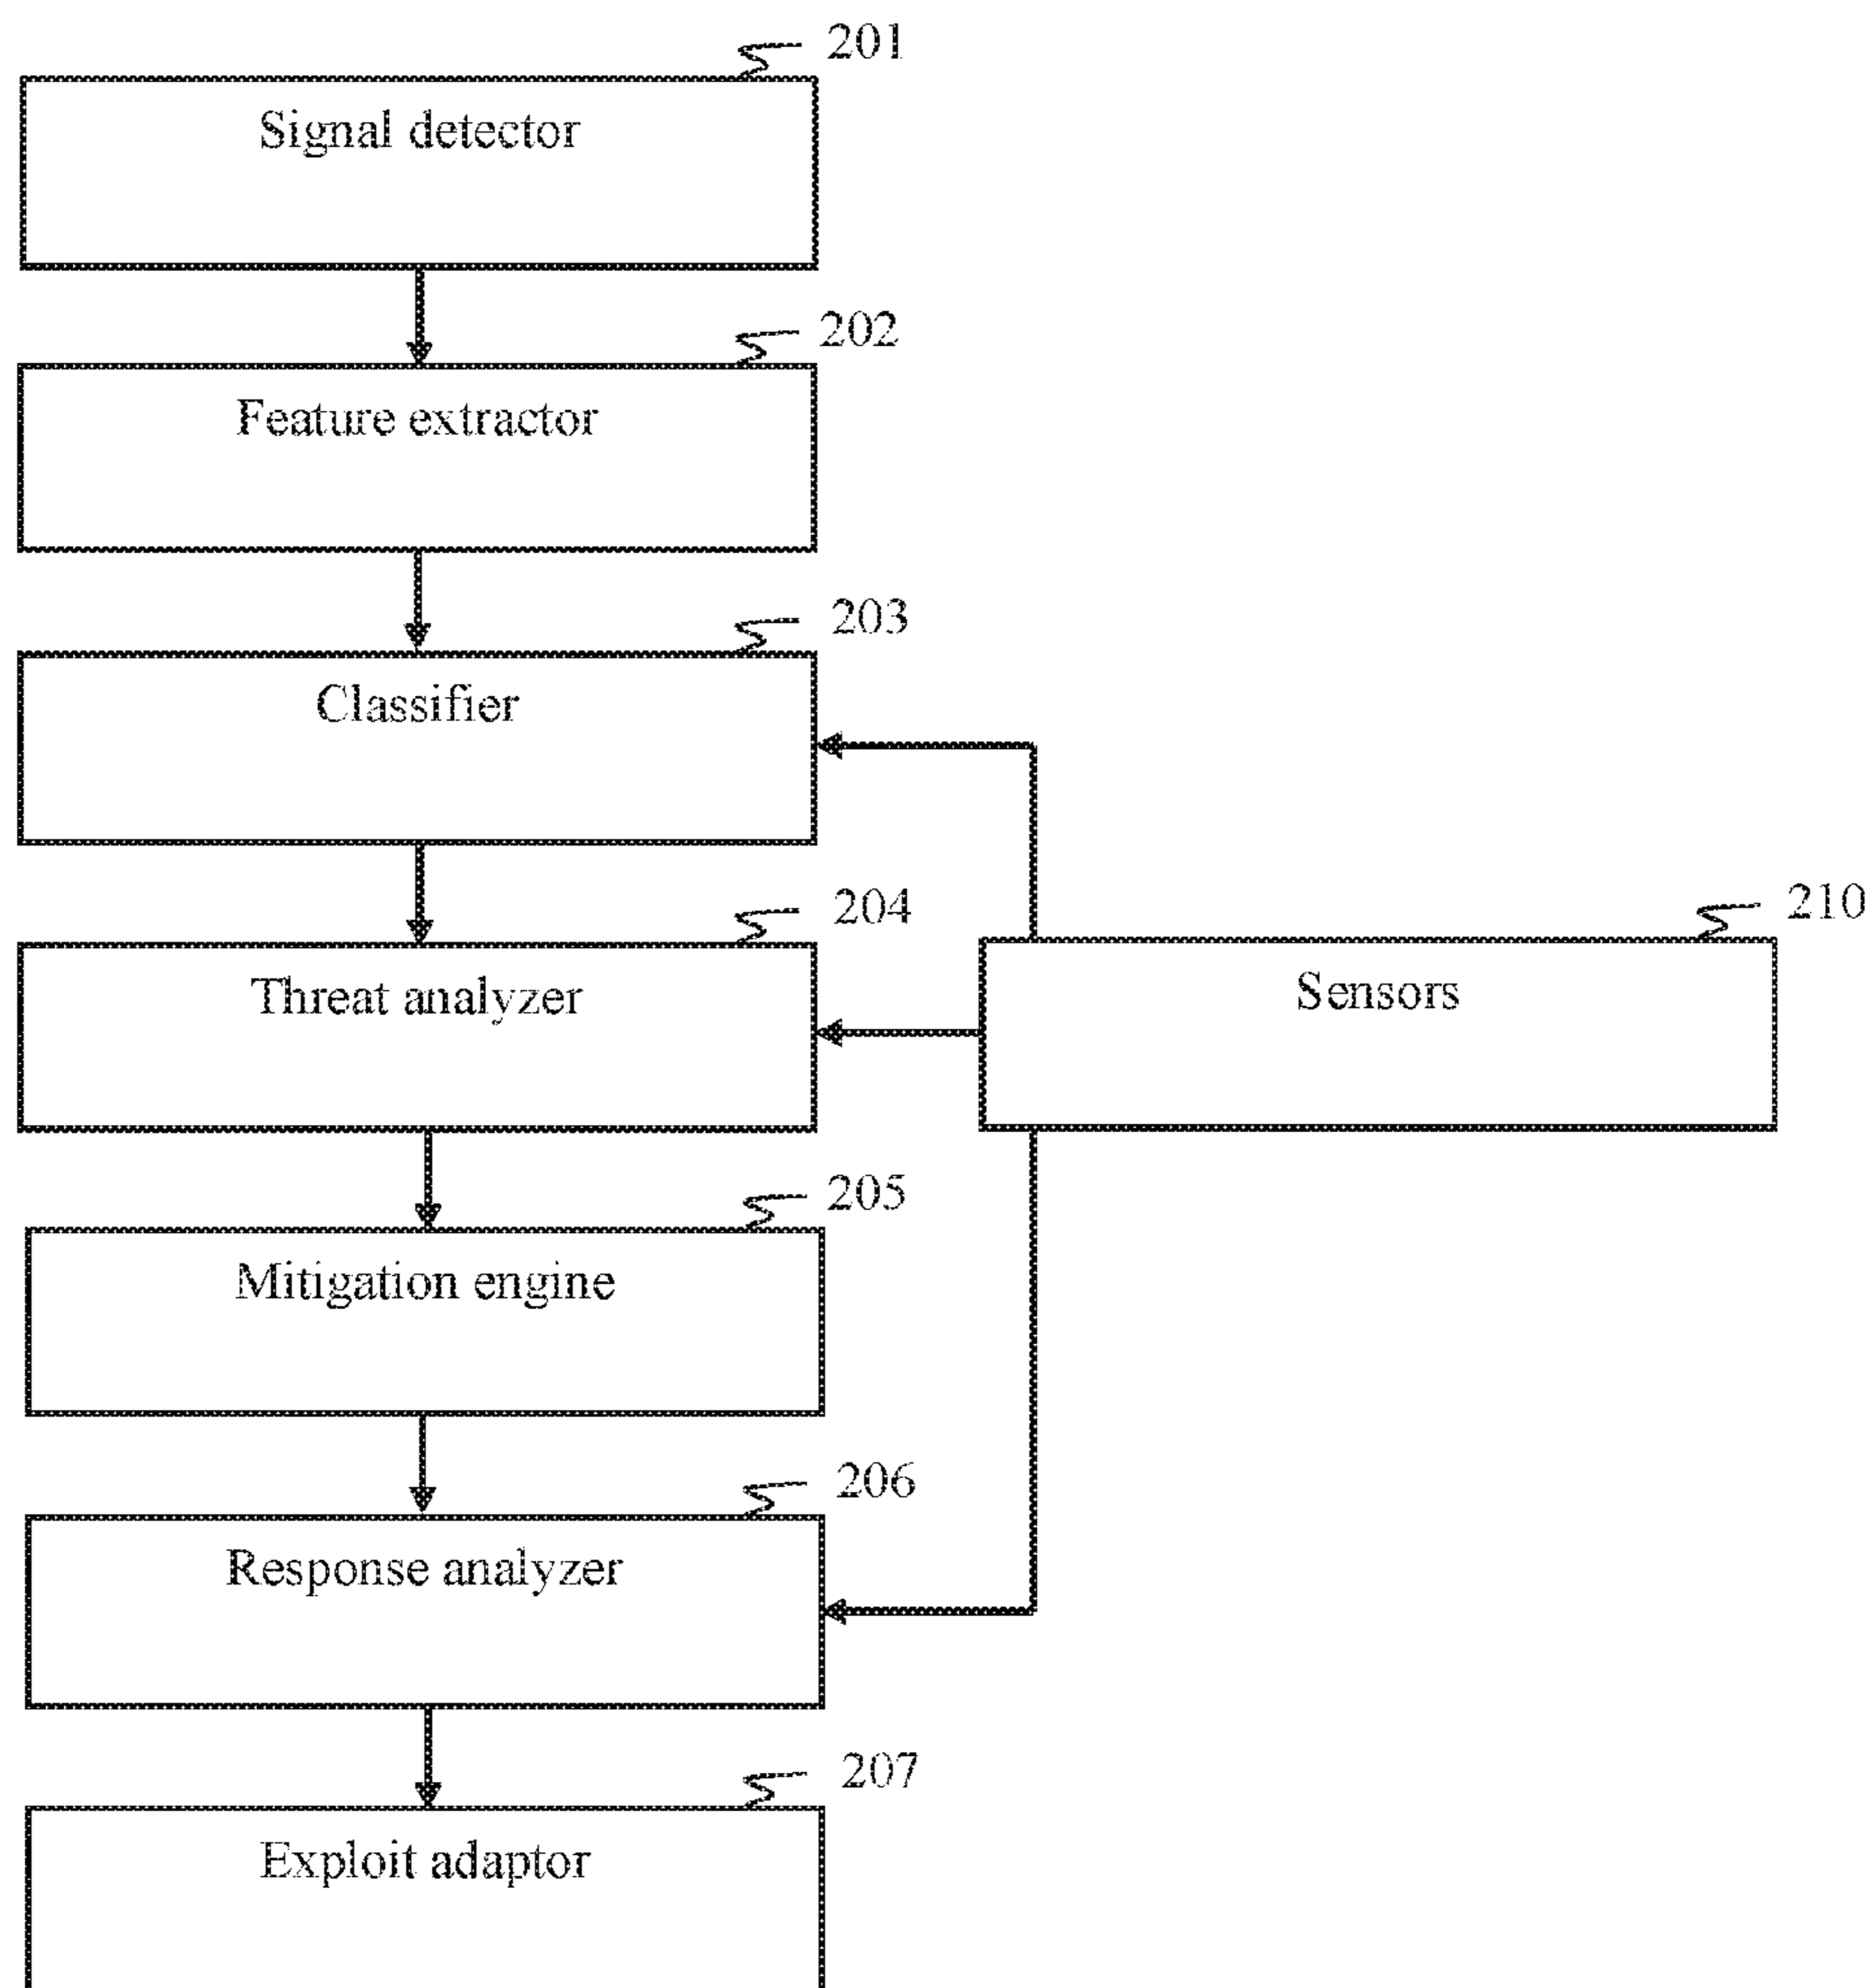 201
Signal detector
202
Feature extractor
203
Classifier
204
Threat analyzer
210
Sensors
205
Mitigation engine
206
Response analyzer
207
Exploit adaptor